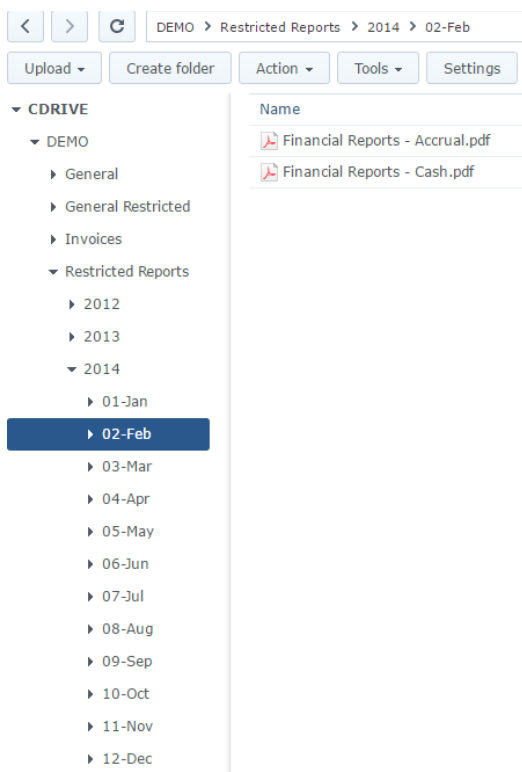 DEMO > Restricted Reports > 2014 > 02-Feb
Upload Create folder Action Tools Settings
CDRIVE
DEMO
General
General Restricted
Invoices
Restricted Reports
2012
2013
2014
01-Jan
02-Feb
03-Mar
04-Apr
05-May
06-Jun
07-Jul
08-Aug
09-Sep
10-Oct
11-Nov
12-Dec
Name
Financial Reports - Accrual.pdf
Financial Reports - Cash.pdf